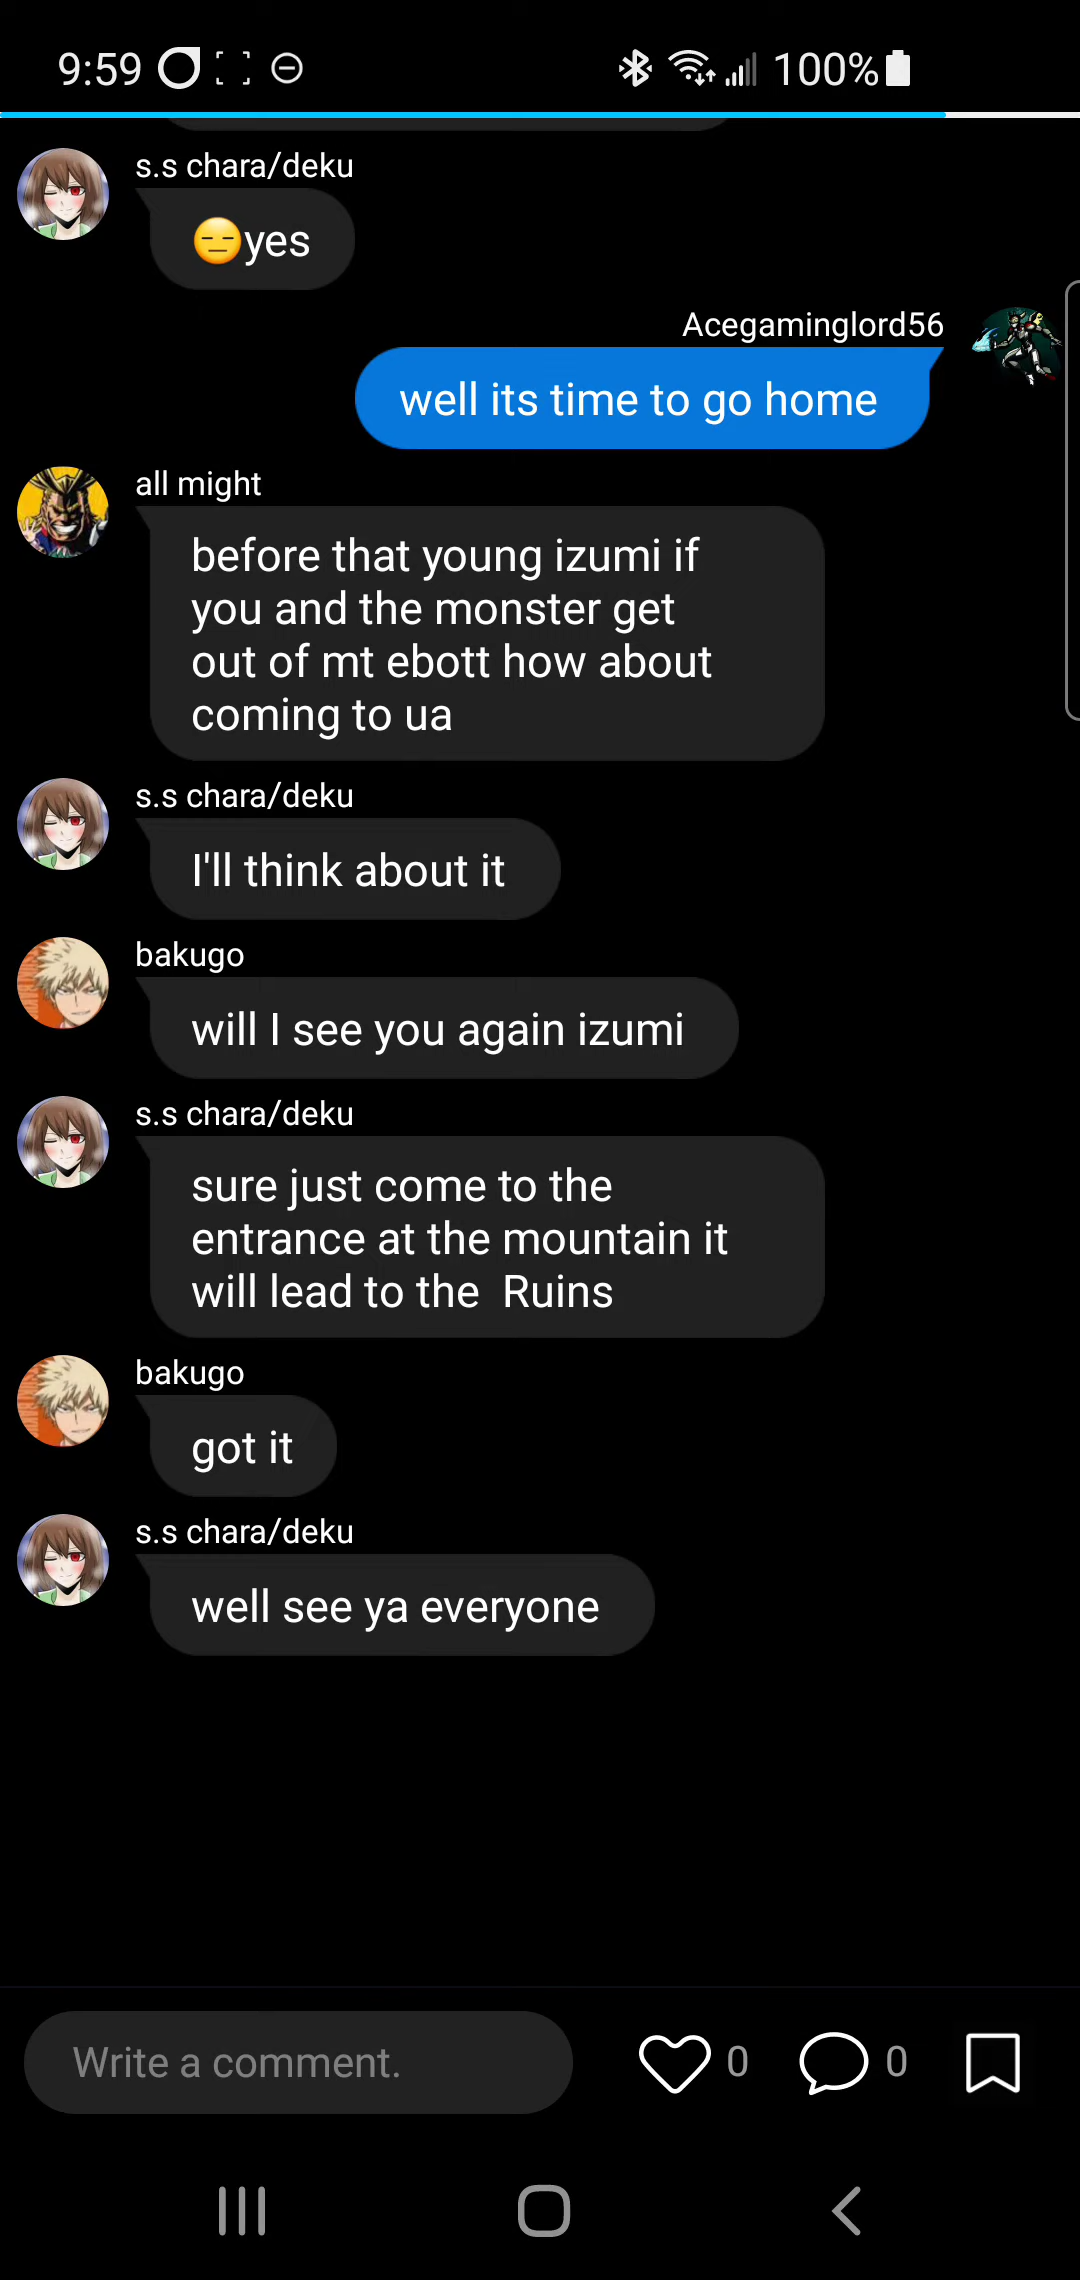 9:59 100%
s.s chara/deku
😑yes
Acegaminglord56
well its time to go home
all might
before that young izumi if
you and the monster get
out of mt ebott how about
coming to ua
s.s chara/deku
I'll think about it
bakugo
will I see you again izumi
s.s chara/deku
sure just come to the
entrance at the mountain it
will lead to the  Ruins
bakugo
got it
s.s chara/deku
well see ya everyone
Write a comment. 0 0